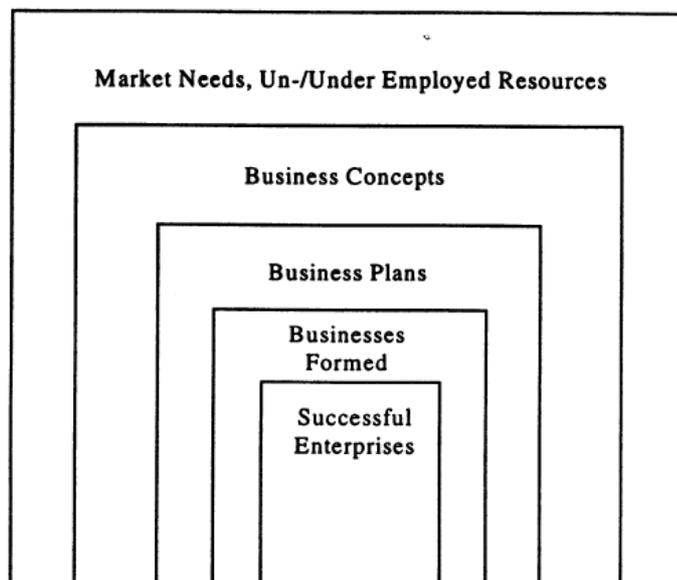 Market Needs, Un-/Under Employed Resources
Business Concepts
Business Plans
Businesses
Formed
Successful
Enterprises